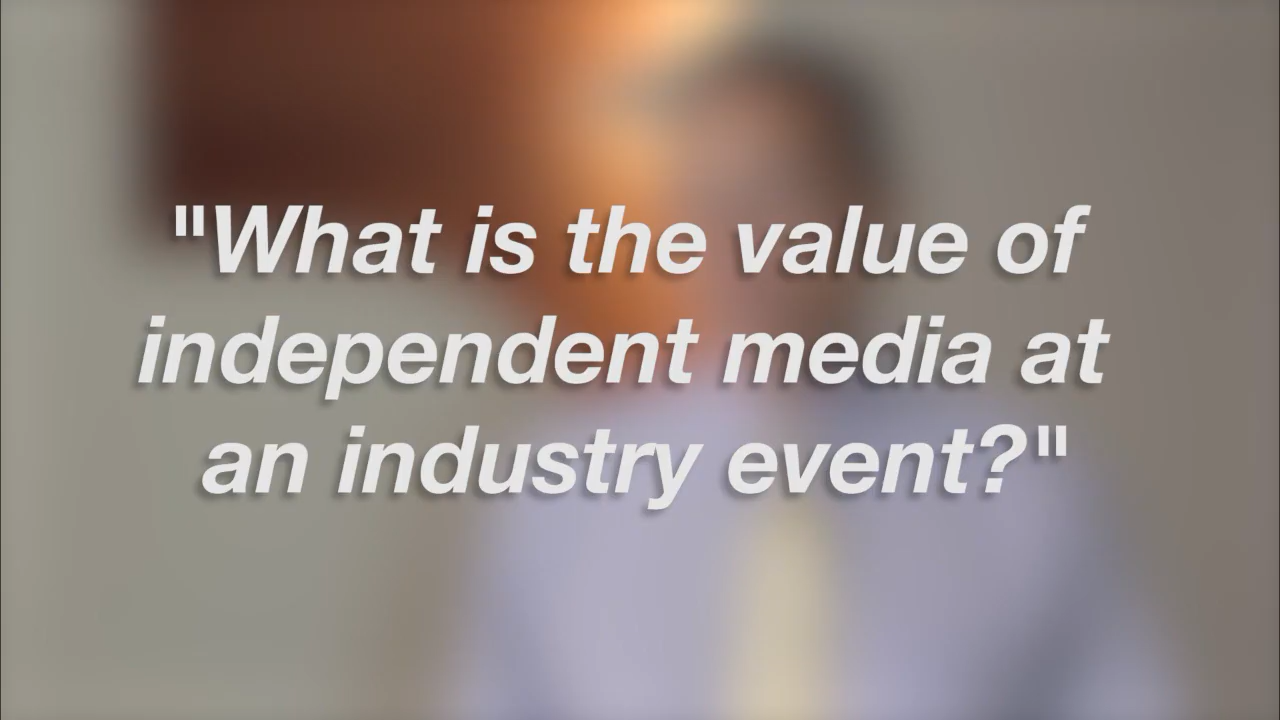 "What is the value of
independent media at
an industry event?"